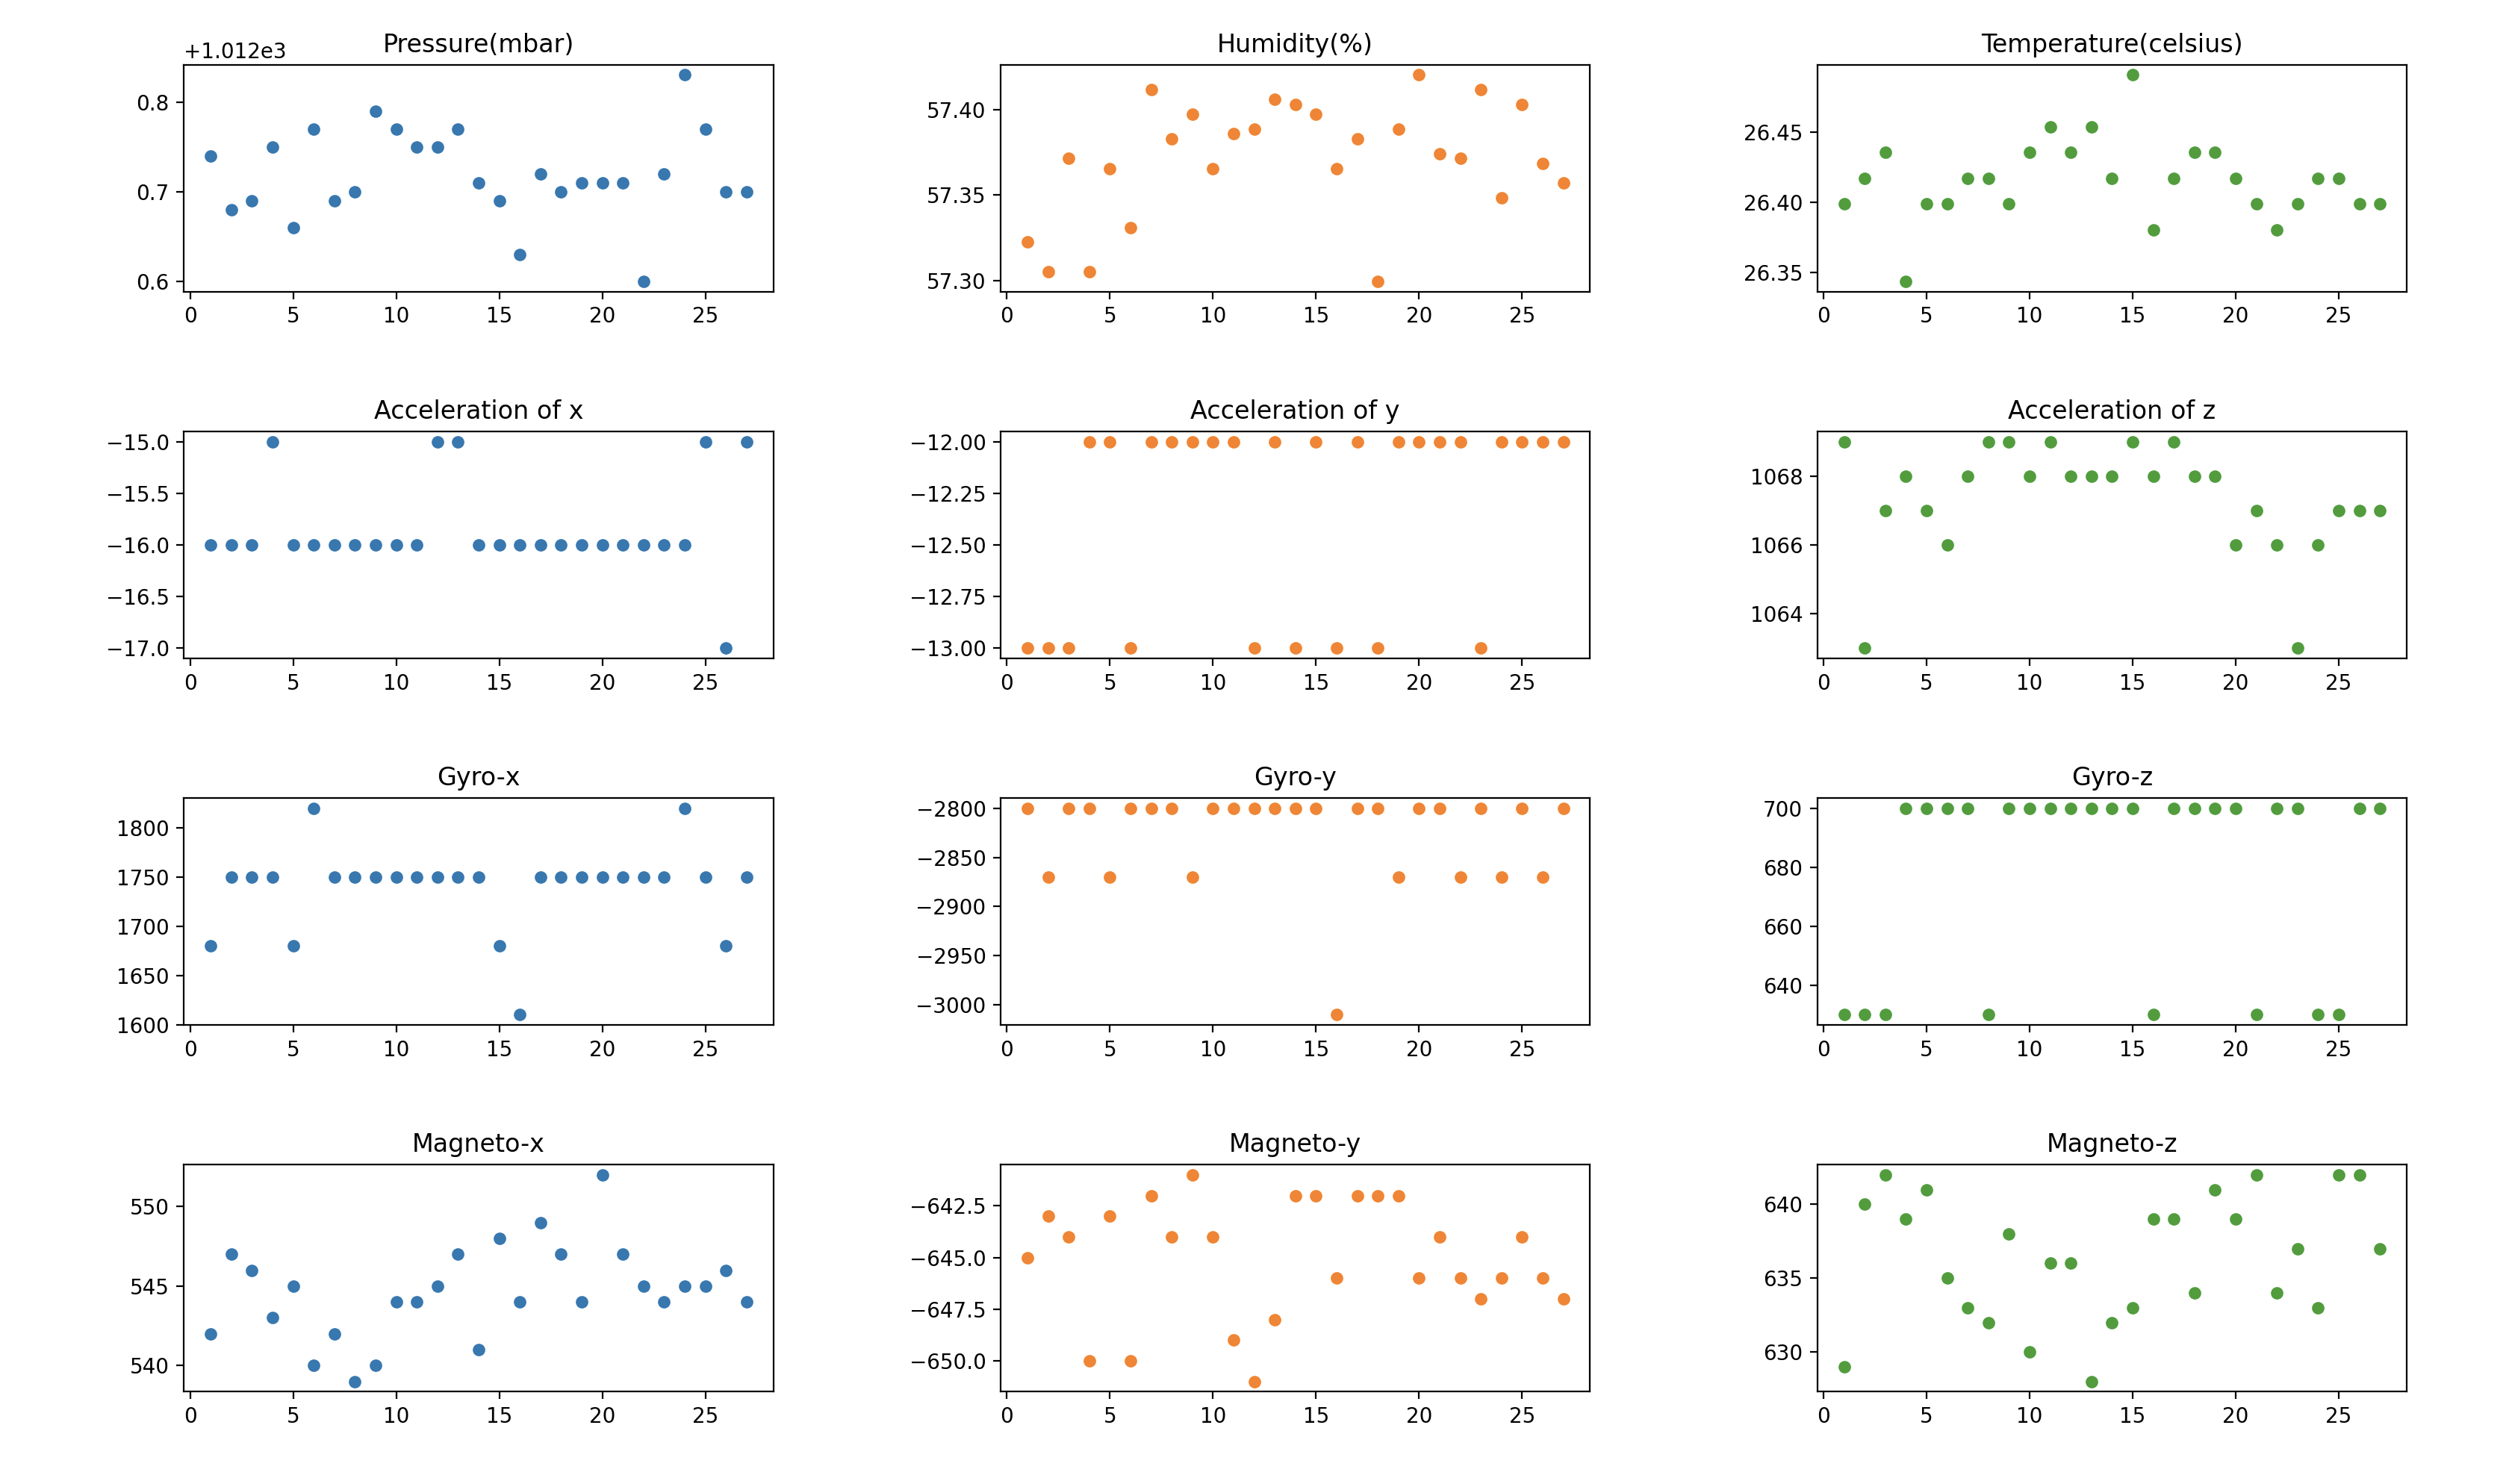 Pressure(mbar)
+1.012e3
0.8
0.7
0.6
0 5 10 15 20 25
Humidity(%)
57.40
57.35
57.30
0 5 10 15 20 25
Temperature(celsius)
26.45
26.40
26.35
0 5 10 15 20 25
Acceleration of x
−15.0
−15.5
−16.0
−16.5
−17.0
0 5 10 15 20 25
Acceleration of y
−12.00
−12.25
−12.50
−12.75
−13.00
0 5 10 15 20 25
Acceleration of z
1068
1066
1064
0 5 10 15 20 25
Gyro-x
1800
1750
1700
1650
1600
0 5 10 15 20 25
Gyro-y
−2800
−2850
−2900
−2950
−3000
0 5 10 15 20 25
Gyro-z
700
680
660
640
0 5 10 15 20 25
Magneto-x
550
545
540
0 5 10 15 20 25
Magneto-y
−642.5
−645.0
−647.5
−650.0
0 5 10 15 20 25
Magneto-z
640
635
630
0 5 10 15 20 25